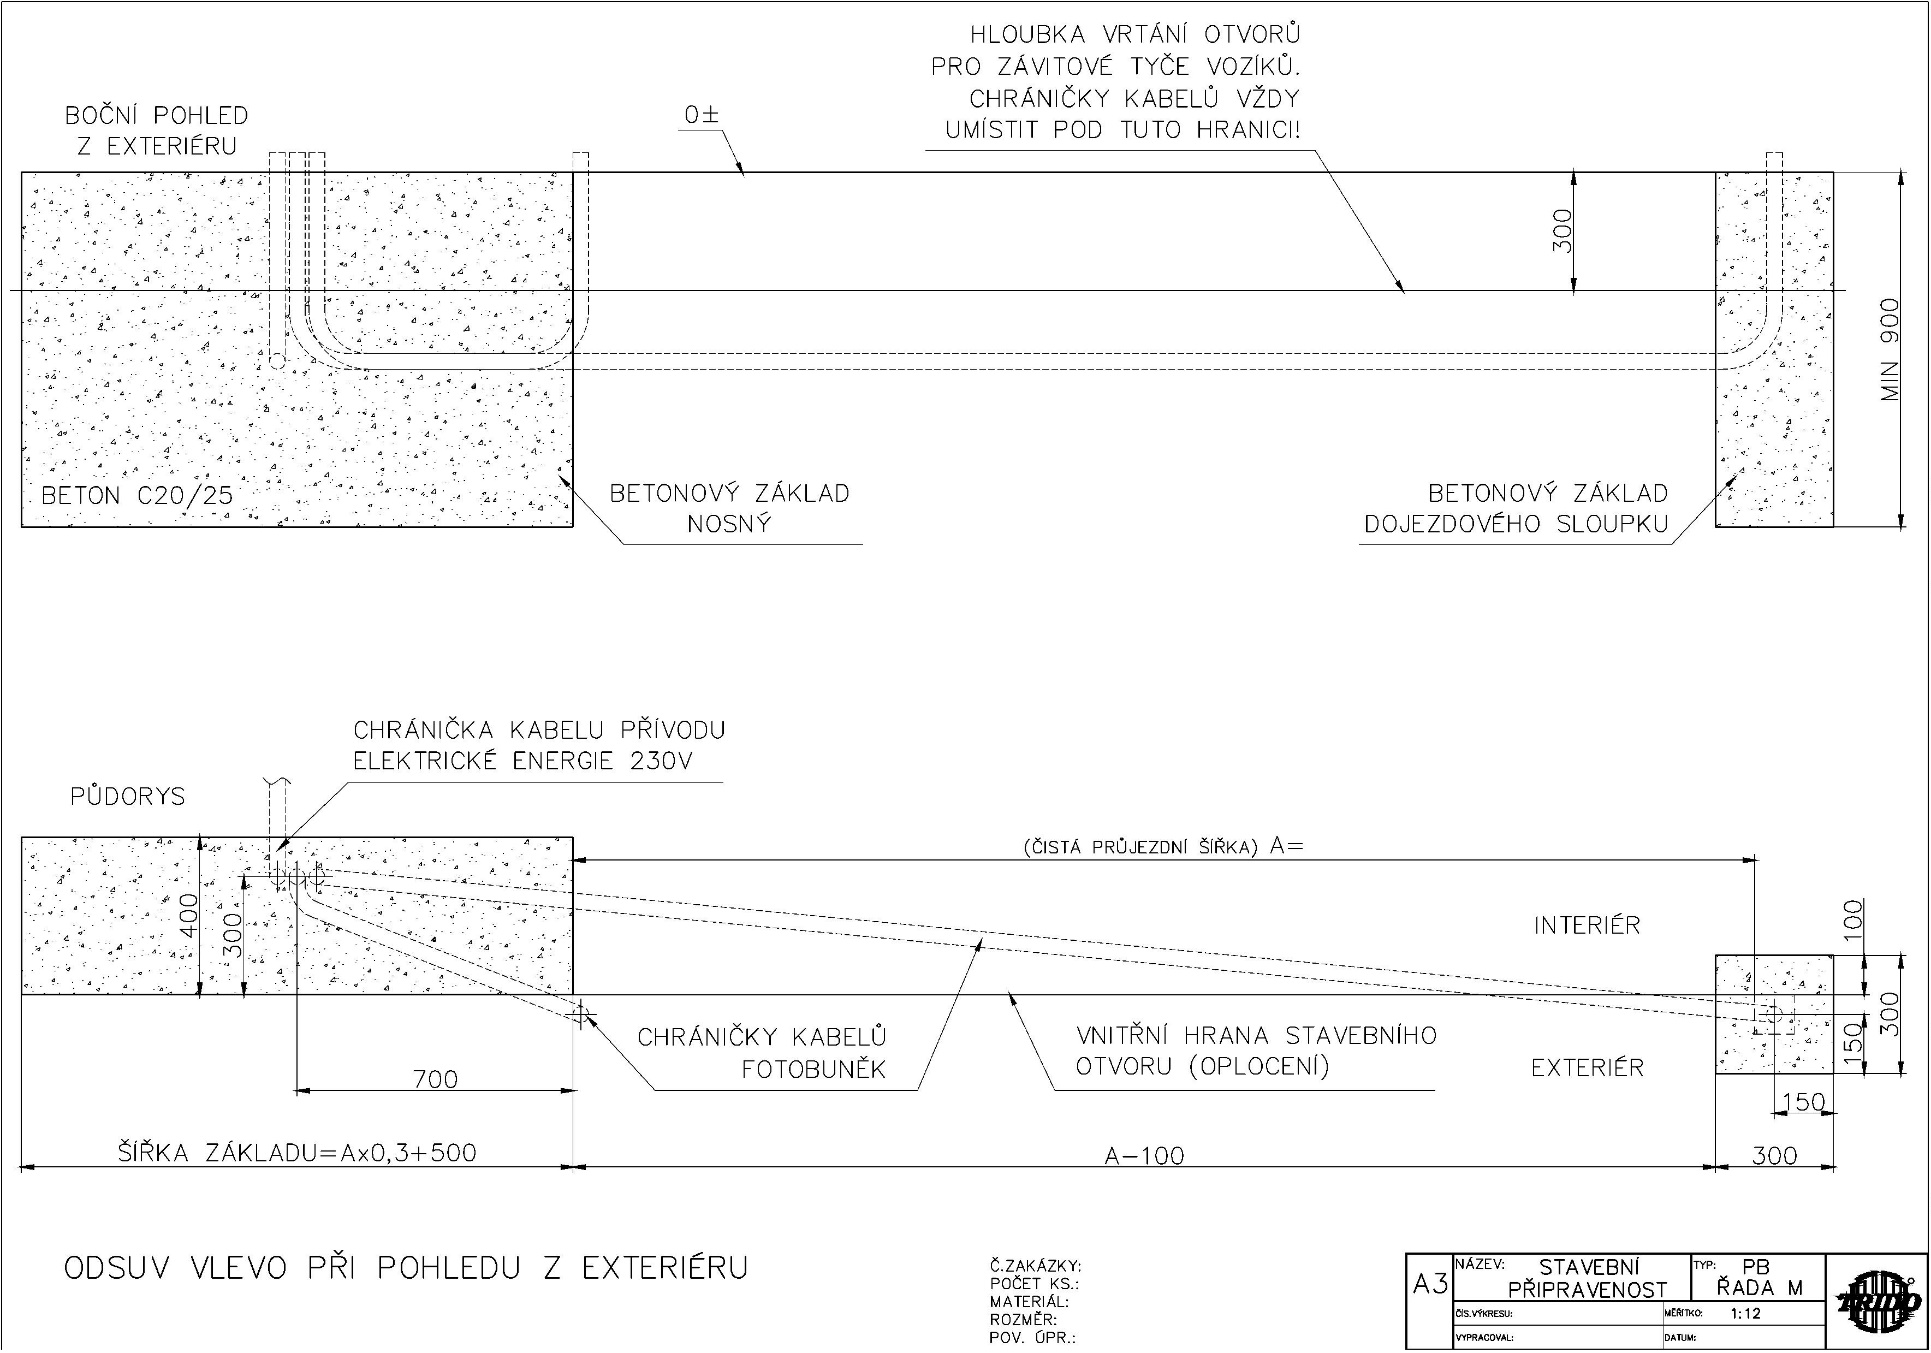 HLOUBKA VRTÁNÍ OTVORŮ
PRO ZÁVITOVÉ TYČE VOZÍKŮ.
CHRÁNIČKY KABELŮ VŽDY
UMÍSTIT POD TUTO HRANICI!
BOČNÍ POHLED
Z EXTERIÉRU
0±
300
MIN 900
BETON C20/25
BETONOVÝ ZÁKLAD
NOSNÝ
BETONOVÝ ZÁKLAD
DOJEZDOVÉHO SLOUPKU
CHRÁNIČKA KABELU PŘÍVODU
ELEKTRICKÉ ENERGIE 230V
PŮDORYS
(ČISTÁ PRŮJEZDNÍ ŠÍŘKA) A=
400
300
INTERIÉR
100
300
150
CHRÁNIČKY KABELŮ
FOTOBUNĚK
VNITŘNÍ HRANA STAVEBNÍHO
OTVORU (OPLOCENÍ)
EXTERIÉR
700
150
ŠÍŘKA ZÁKLADU=Ax0,3+500
A-100
300
ODSUV VLEVO PŘI POHLEDU Z EXTERIÉRU
Č.ZAKÁZKY:
POČET KS.:
MATERIÁL:
ROZMĚR:
POV. ÚPR.:
A3
NÁZEV: STAVEBNÍ
PŘIPRAVENOST
TYP: PB
ŘADA M
ČÍS.VÝKRESU:
MĚŘÍTKO: 1:12
VYPRACOVAL:
DATUM:
TRIDO